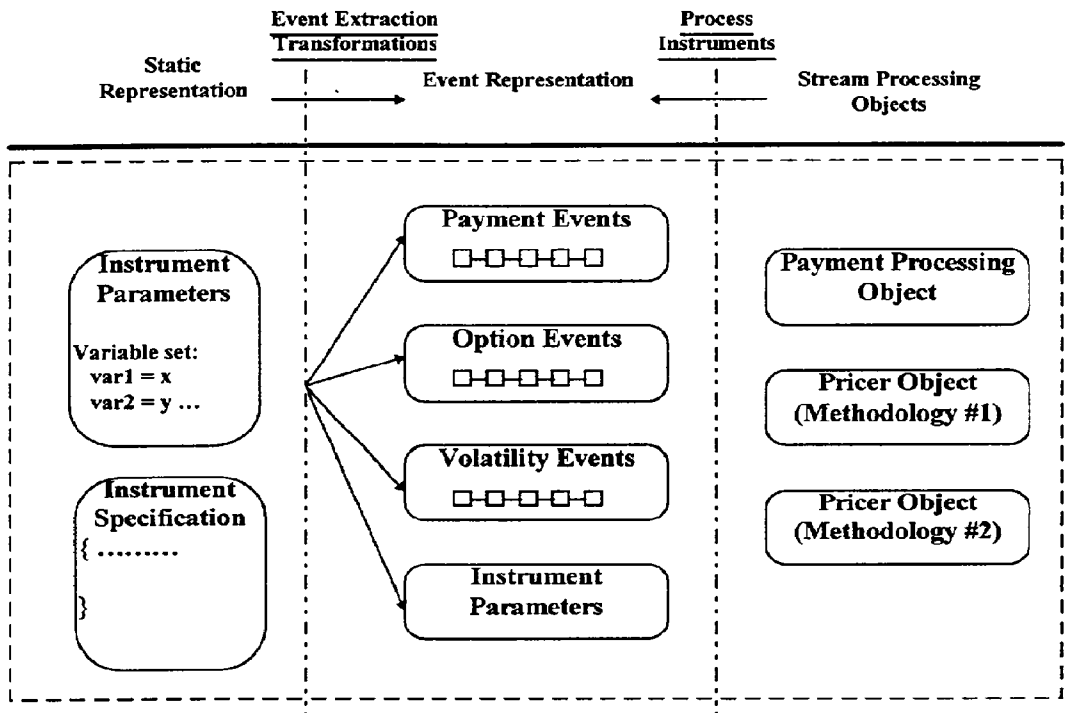 Event Extraction
Transformations
Process
Instruments
Static
Representation
Event Representation
Stream Processing
Objects
Instrument
Parameters
Variable set:
var1 = x
var2 = y ...
Instrument
Specification
{ .........
}
Payment Events
Option Events
Volatility Events
Instrument
Parameters
Payment Processing
Object
Pricer Object
(Methodology #1)
Pricer Object
(Methodology #2)